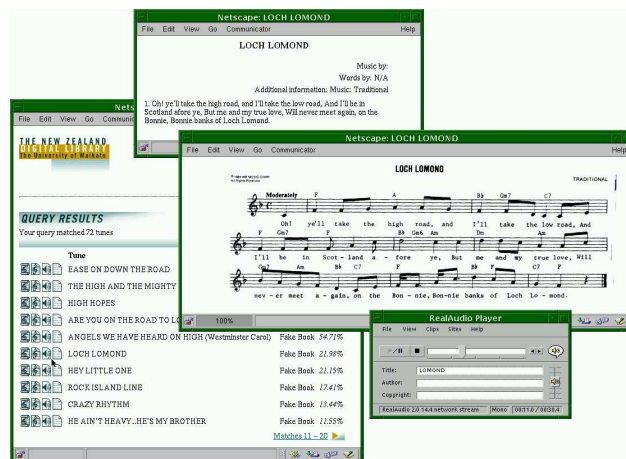 Netscape: LOCH LOMOND
File Edit View Go Communicator Help
LOCH LOMOND
Music by:
Words by: N/A
Additional information: Music: Traditional
1. Oh! ye'll take the high road, and I'll take the low road, And I'll be in
Scotland afore ye, But me and my true love, Will never meet again, on the
Bonnie, Bonnie banks of Loch Lomond.
Nets
File Edit View Go Communic
THE NEW ZEALAND
DIGITAL LIBRARY
The University of Waikato
QUERY RESULTS
Your query matched 72 tunes
Tune
EASE ON DOWN THE ROAD
THE HIGH AND THE MIGHTY
HIGH HOPES
ARE YOU ON THE ROAD TO LO
ANGELS WE HAVE HEARD ON HIGH (Westminster Carol) Fake Book 54.71%
LOCH LOMOND Fake Book 21.98%
HEY LITTLE ONE Fake Book 21.15%
ROCK ISLAND LINE Fake Book 17.41%
CRAZY RHYTHM Fake Book 13.44%
HE AIN'T HEAVY...HE'S MY BROTHER Fake Book 11.55%
Matches 11 – 20
Netscape: LOCH LOMOND
File Edit View Go Communicator Help
LOCH LOMOND
All Rights Reserved
TRADITIONAL
Moderately F A Bb Gm7 C7
Oh! ye'll take the high road, and I'll take the low road, And
F Gm7 F Bb Gm6 Am Dm Am
I'll be in Scot - land a - fore ye, But me and my true love, Will
Gm7 Am Bb C7 F Bb F C7 F
nev - er meet a - gain, on the Bon - nie, Bon-nie banks of Loch Lo - mond.
100%
RealAudio Player
File View Clips Sites Help
Title: LOMOND
Author:
Copyright:
RealAudio 2.0 14.4 network stream Mono 00:11.0 / 00:30.4